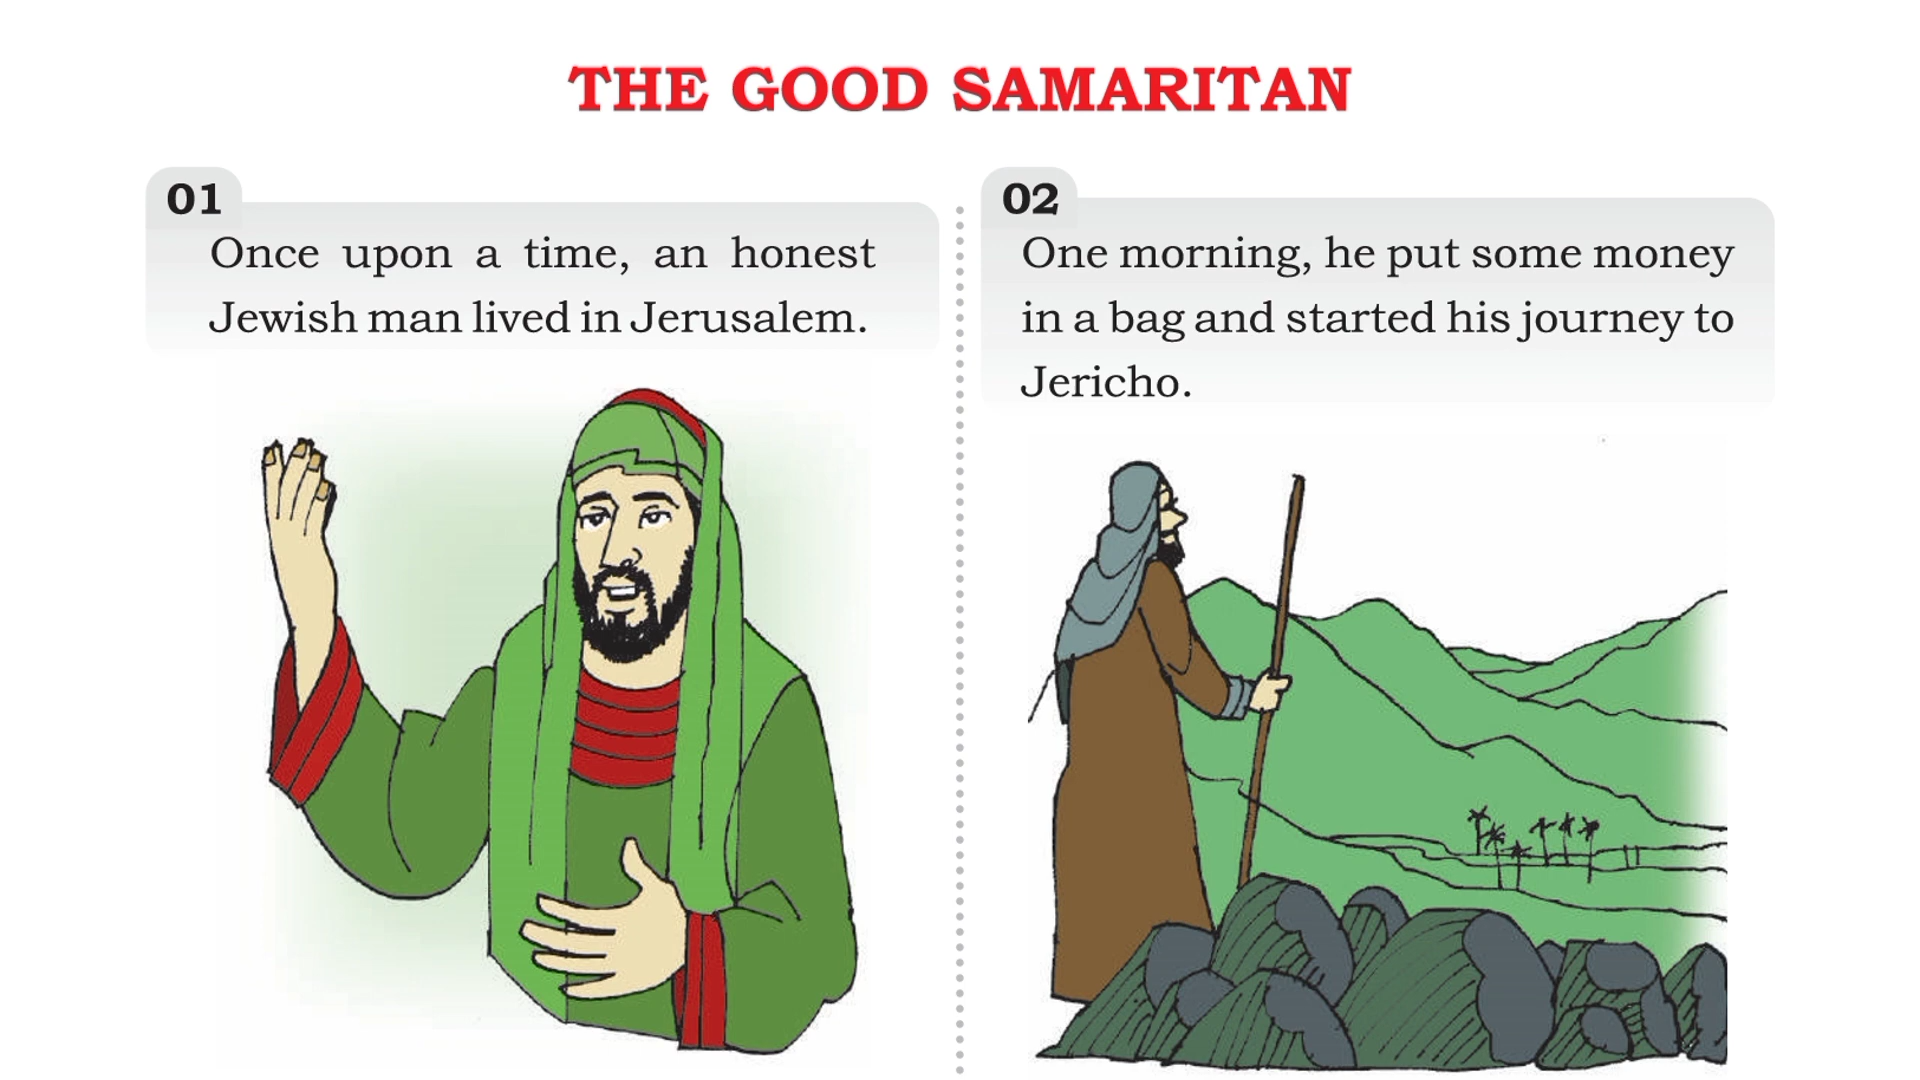 THE GOOD SAMARITAN
01
Once upon a time, an honest
Jewish man lived in Jerusalem.
02
One morning, he put some money
in a bag and started his journey to
Jericho.